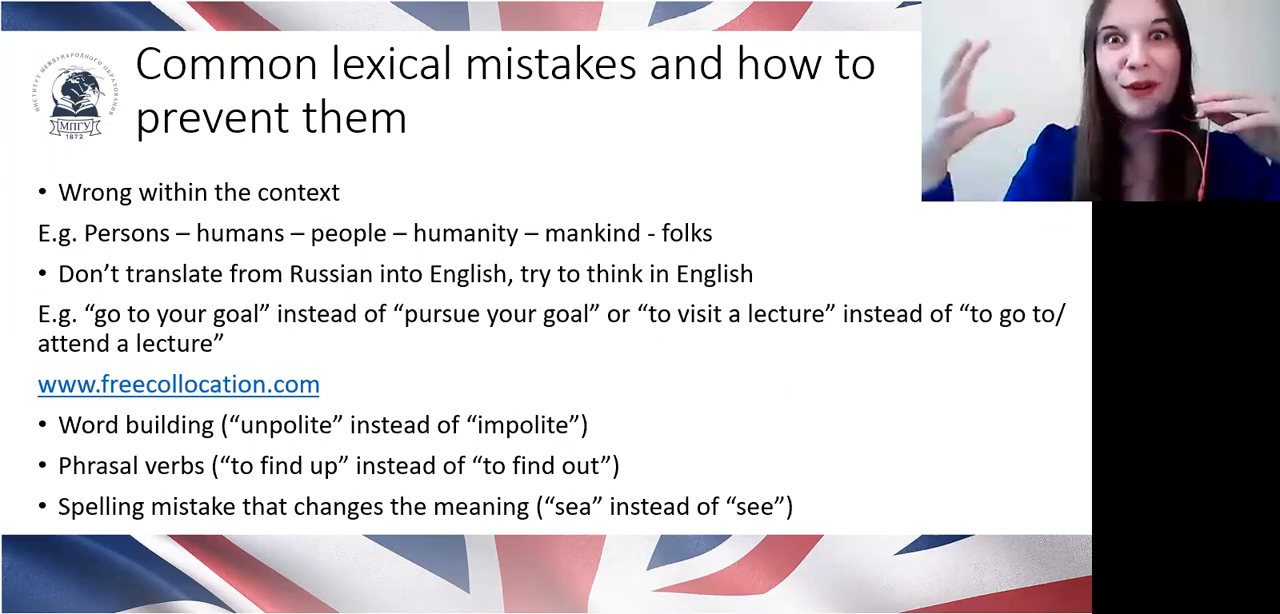 Common lexical mistakes and how to
prevent them
ИНСТИТУТ МЕЖДУНАРОДНОГО ОБРАЗОВАНИЯ
МПГУ
1872
• Wrong within the context
E.g. Persons – humans – people – humanity – mankind - folks
• Don’t translate from Russian into English, try to think in English
E.g. “go to your goal” instead of “pursue your goal” or “to visit a lecture” instead of “to go to/
attend a lecture”
www.freecollocation.com
• Word building (“unpolite” instead of “impolite”)
• Phrasal verbs (“to find up” instead of “to find out”)
• Spelling mistake that changes the meaning (“sea” instead of “see”)